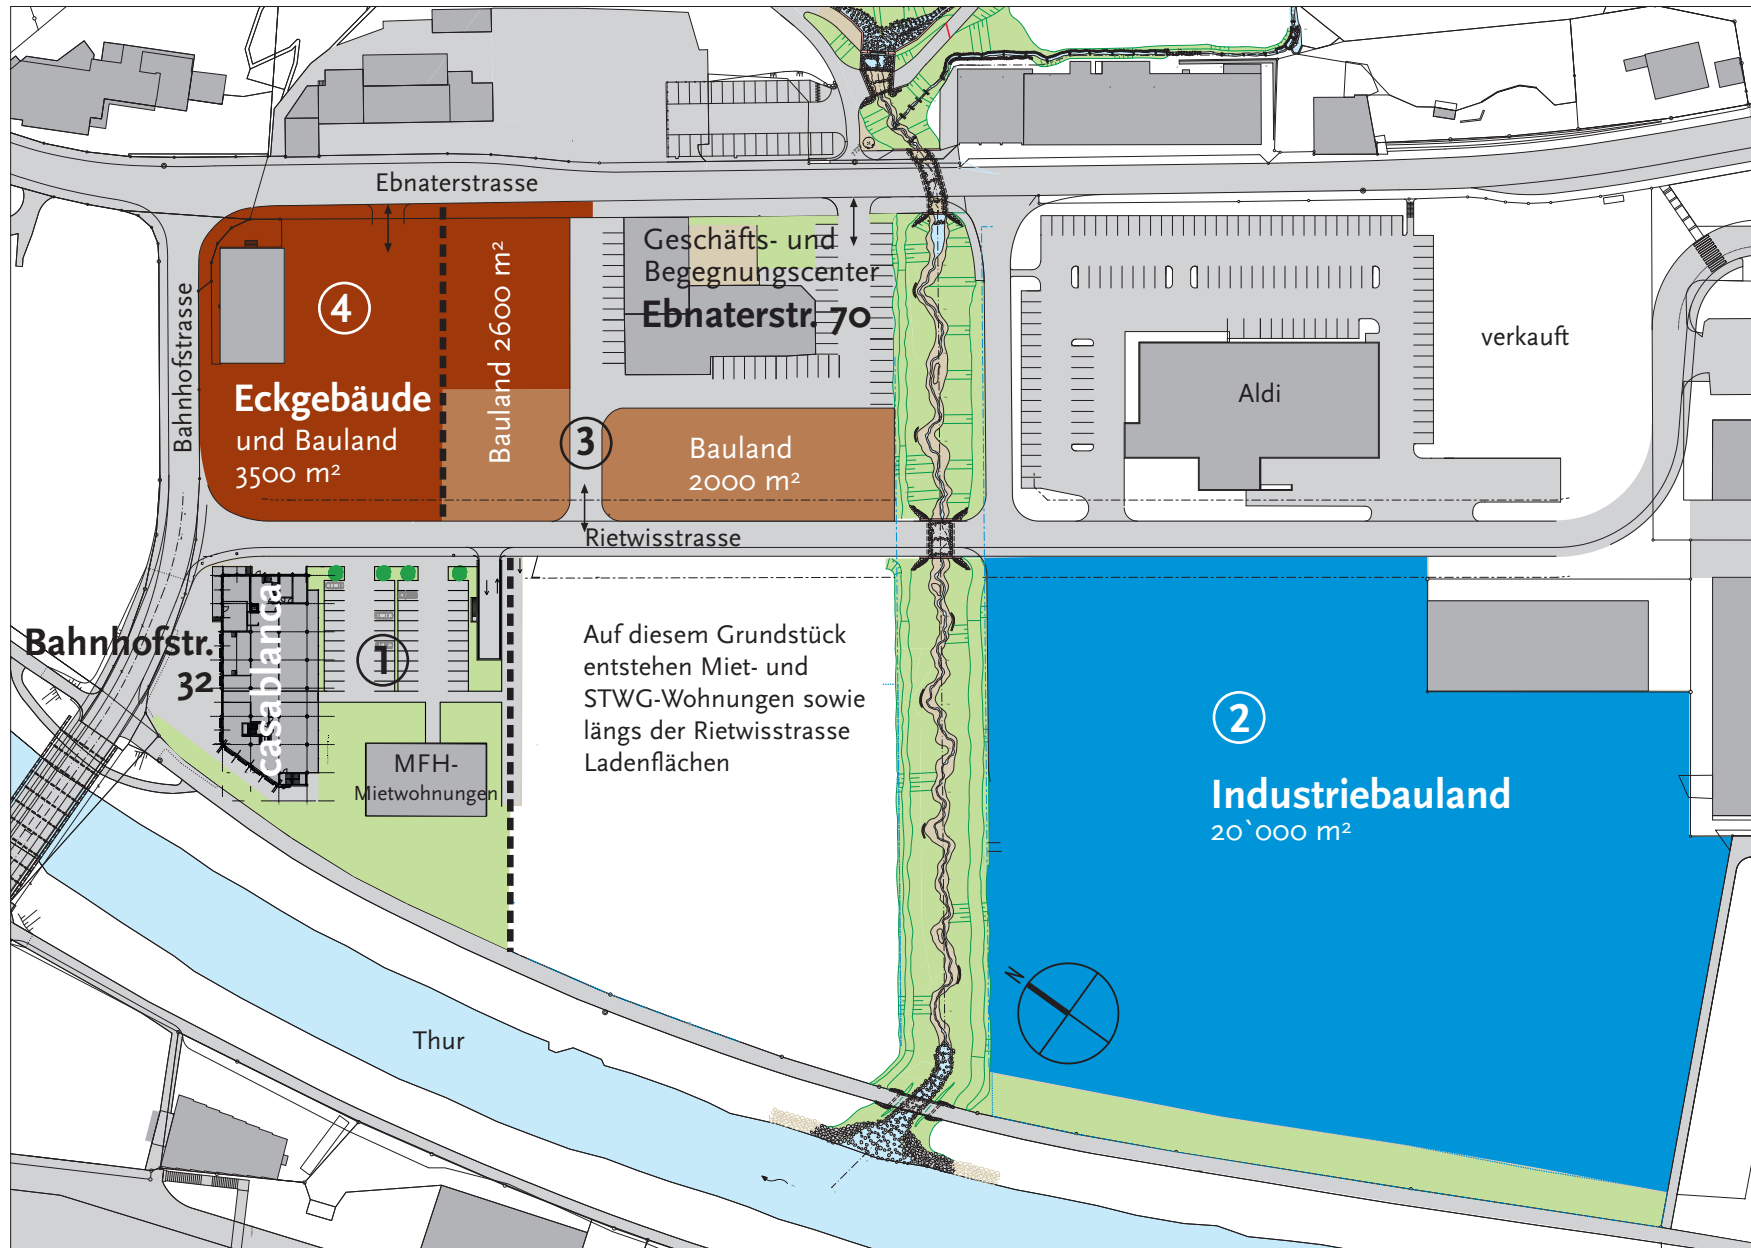 Ebnaterstrasse
Bahnhofstrasse
4
Eckgebäude
und Bauland
3500 m²
Bauland 2600 m²
Geschäfts- und
Begegnungscenter
Ebnaterstr. 70
3
Bauland
2000 m²
Aldi
verkauft
Rietwisstrasse
Bahnhofstr.
32
casablanca
1
MFH-
Mietwohnungen
Auf diesem Grundstück
entstehen Miet- und
STWG-Wohnungen sowie
längs der Rietwisstrasse
Ladenflächen
2
Industriebauland
20`000 m²
N
Thur